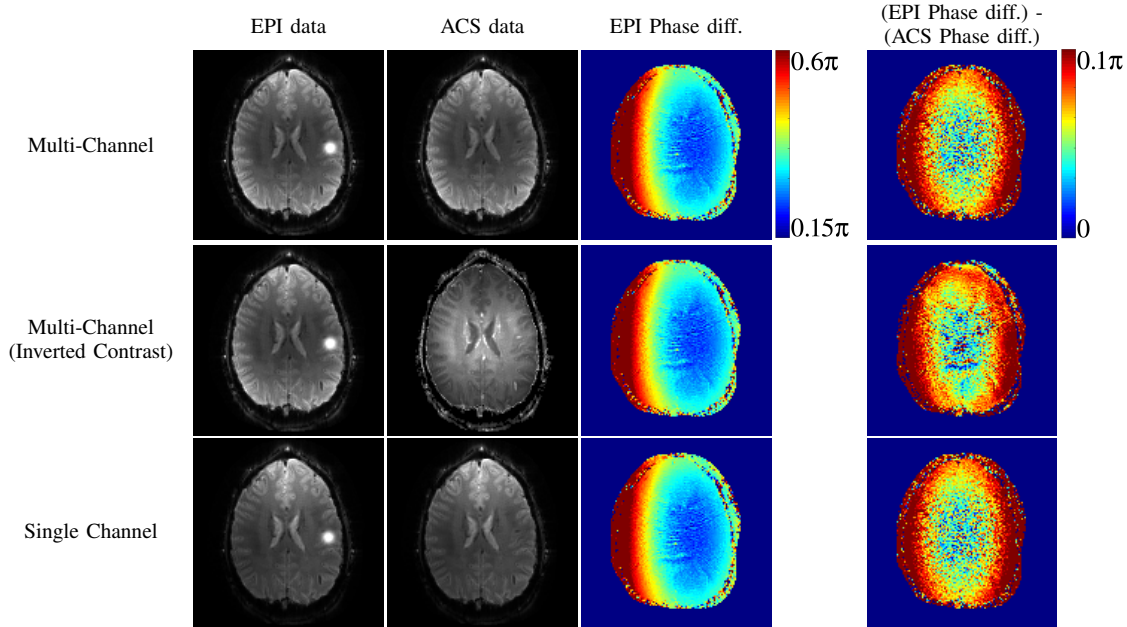 EPI data
ACS data
EPI Phase diff.
(EPI Phase diff.) -
(ACS Phase diff.)
Multi-Channel
0.6π
0.15π
0.1π
0
Multi-Channel
(Inverted Contrast)
Single Channel